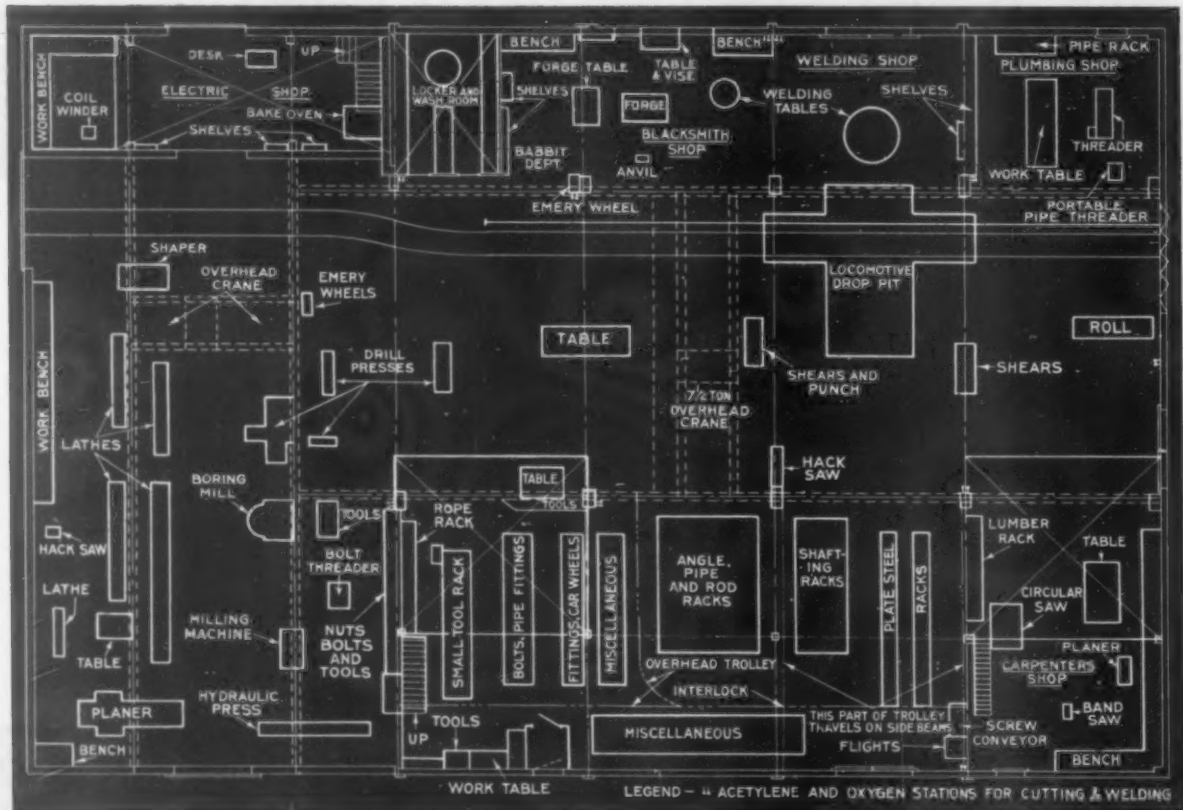 WORK BENCH
COIL
WINDER
DESK
UP
ELECTRIC SHOP
BAKE OVEN
SHELVES
LOCKER AND
WASH ROOM
SHELVES
BENCH
FORGE TABLE
TABLE
& VISE
BENCH
FORGE
BLACKSMITH
SHOP
BABBIT
DEPT.
ANVIL
EMERY WHEEL
WELDING SHOP
WELDING
TABLES
SHELVES
PIPE RACK
PLUMBING SHOP
THREADER
WORK TABLE
PORTABLE
PIPE THREADER
SHAPER
OVERHEAD
CRANE
EMERY
WHEELS
LOCOMOTIVE
DROP PIT
WORK BENCH
LATHES
DRILL
PRESSES
TABLE
SHEARS AND
PUNCH
7½ TON
OVERHEAD
CRANE
ROLL
SHEARS
HACK
SAW
BORING
MILL
HACK SAW
LATHE
TABLE
MILLING
MACHINE
PLANER
BENCH
HYDRAULIC
PRESS
TOOLS
BOLT
THREADER
NUTS
BOLTS
AND
TOOLS
ROPE
RACK
TABLE
TOOLS
SMALL TOOL RACK
BOLTS, PIPE FITTINGS
FITTINGS, CAR WHEELS
MISCELLANEOUS
ANGLE,
PIPE
AND ROD
RACKS
SHAFT-
ING
RACKS
PLATE STEEL
RACKS
LUMBER
RACK
TABLE
CIRCULAR
SAW
PLANER
CARPENTERS
SHOP
BAND
SAW
OVERHEAD TROLLEY
INTERLOCK
UP
TOOLS
WORK TABLE
MISCELLANEOUS
THIS PART OF TROLLEY
TRAVELS ON SIDE BEAMS
FLIGHTS
SCREW
CONVEYOR
BENCH
LEGEND - " ACETYLENE AND OXYGEN STATIONS FOR CUTTING & WELDING